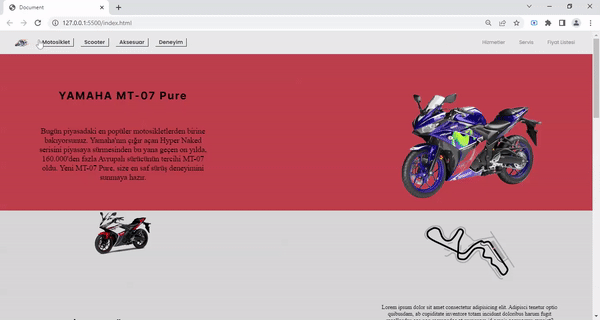 Document
127.0.0.1:5500/index.html
Motosiklet Scooter Aksesuar Deneyim Hizmetler Servis Fiyat Listesi
YAMAHA MT-07 Pure
Bugün piyasadaki en popüler motosikletlerden birine
bakıyorsunuz. Yamaha'nın çığır açan Hyper Naked
serisini piyasaya sürmesinden bu yana geçen on yılda,
160.000'den fazla Avrupalı sürücünün tercihi MT-07
oldu. Yeni MT-07 Pure, size en saf sürüş deneyimini
sunmaya hazır.
Lorem ipsum dolor sit amet consectetur adipisicing elit. Adipisci tenetur optio
quibusdam, ab cupiditate inventore totam incidunt doloribus harum fugit